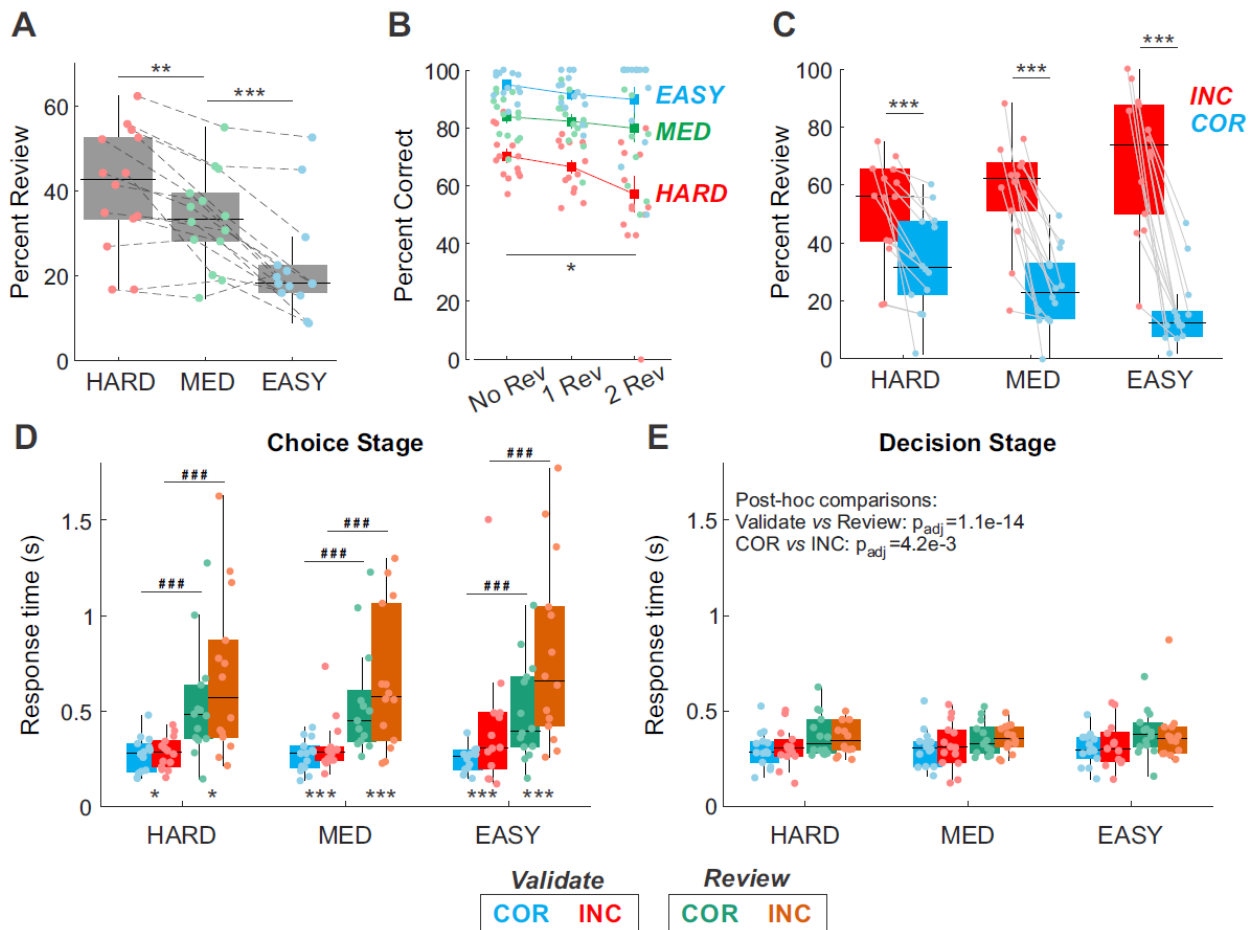 A
Percent Review
60
40
20
0
**
***
HARD MED EASY
B
Percent Correct
100
80
60
40
20
0
EASY
MED
HARD
*
No Rev 1 Rev 2 Rev
C
Percent Review
100
80
60
40
20
0
***
***
***
INC
COR
HARD MED EASY
D
Choice Stage
Response time (s)
1.5
1
0.5
0
###
###
###
###
###
###
* * *** *** *** ***
HARD MED EASY
E
Decision Stage
Response time (s)
1.5
1
0.5
0
Post-hoc comparisons:
Validate vs Review: padj=1.1e-14
COR vs INC: padj=4.2e-3
HARD MED EASY
Validate Review
COR INC COR INC